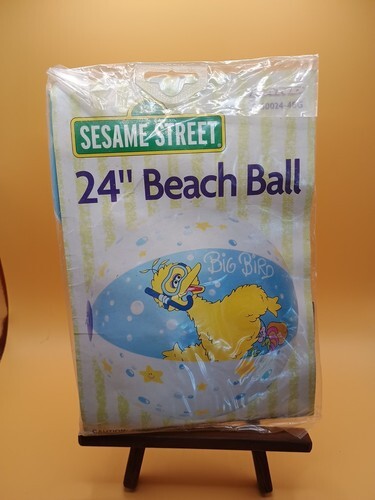 SESAME STREET
24" Beach Ball
BIG BIRD